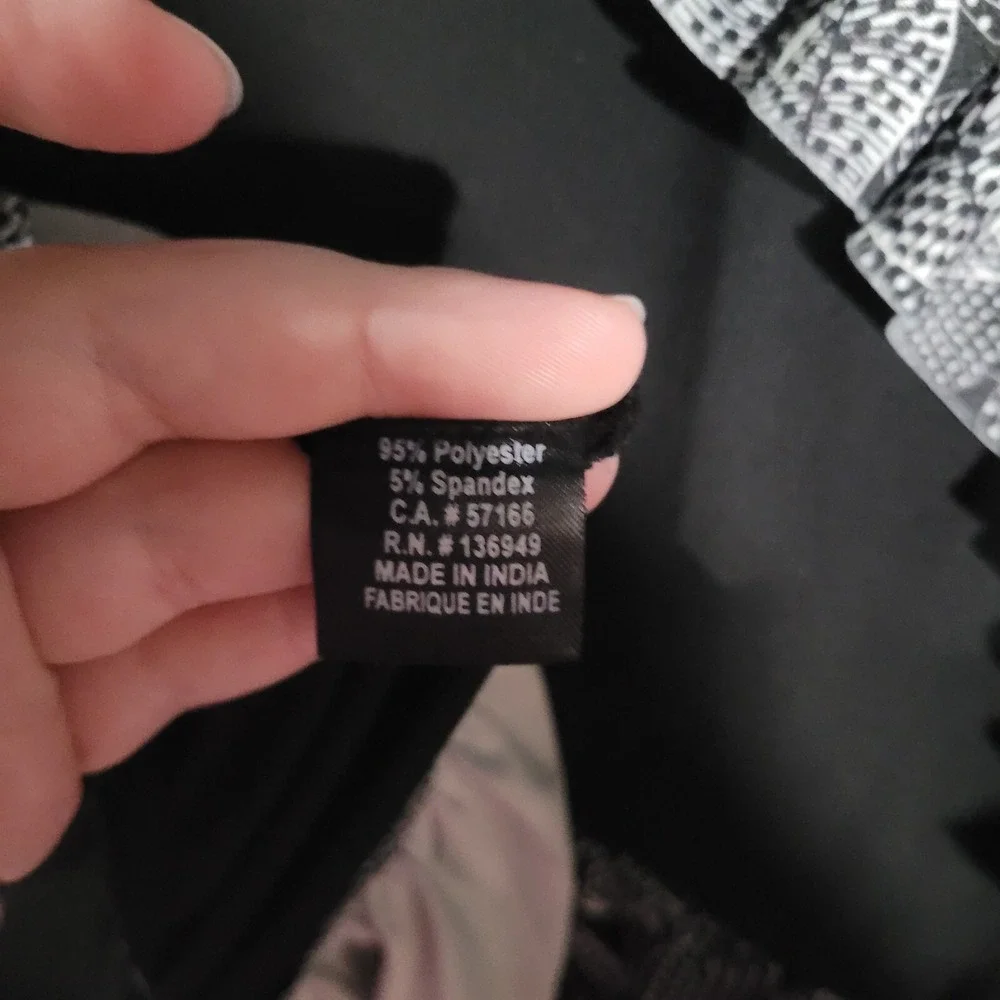 95% Polyester
5% Spandex
C.A. # 57166
R.N. # 136949
MADE IN INDIA
FABRIQUE EN INDE